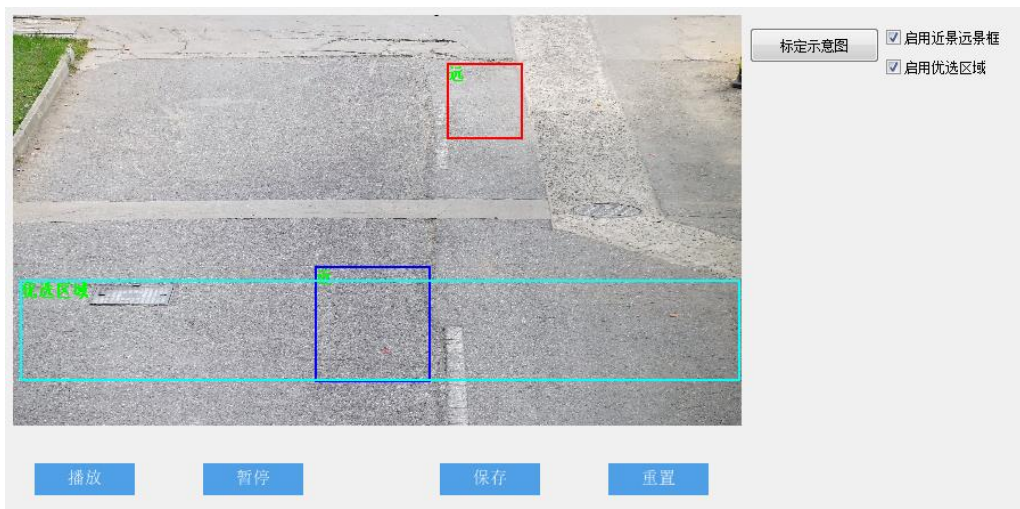 标定示意图
启用近景远景框
启用优选区域
远
近
优选区域
播放
暂停
保存
重置